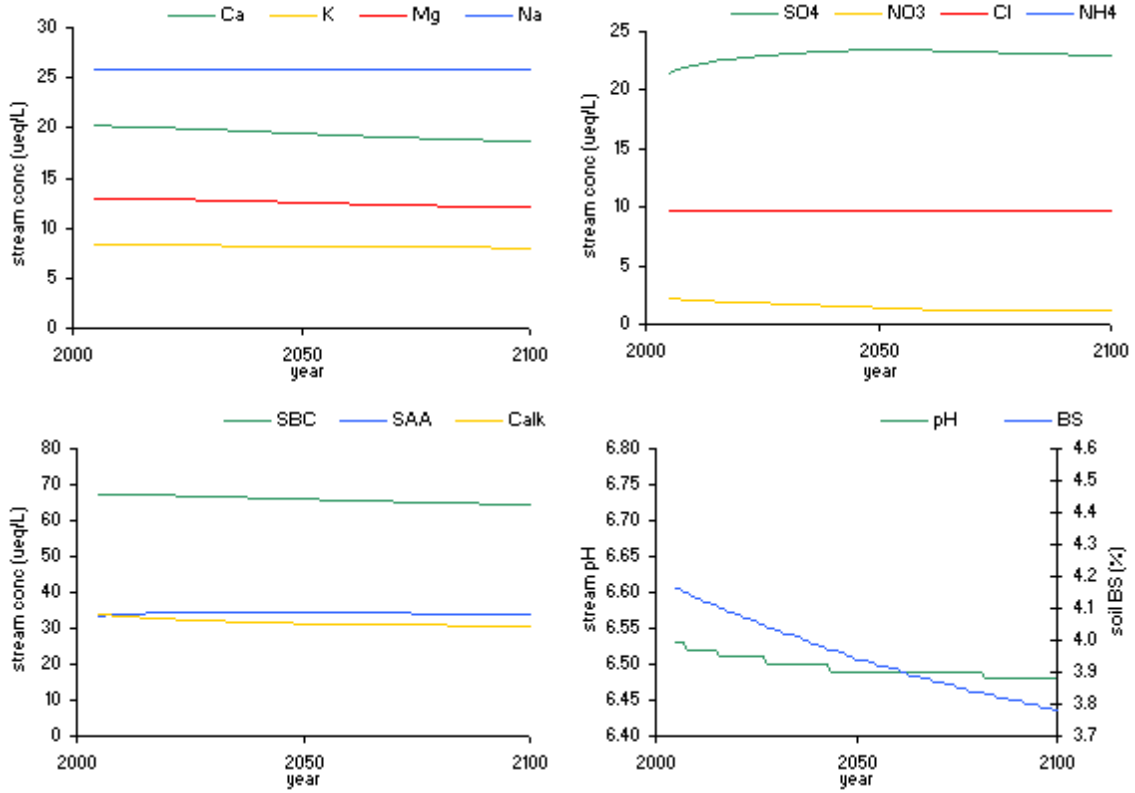 Ca K Mg Na
stream conc (ueq/L)
30
25
20
15
10
5
0
2000 2050 2100
year
SO4 NO3 Cl NH4
stream conc (ueq/L)
25
20
15
10
5
0
2000 2050 2100
year
SBC SAA Calk
stream conc (ueq/L)
80
70
60
50
40
30
20
10
0
2000 2050 2100
year
pH BS
stream pH
6.80
6.75
6.70
6.65
6.60
6.55
6.50
6.45
6.40
4.6
4.5
4.4
4.3
4.2
4.1
4.0
3.9
3.8
3.7
soil BS (%)
2000 2050 2100
year